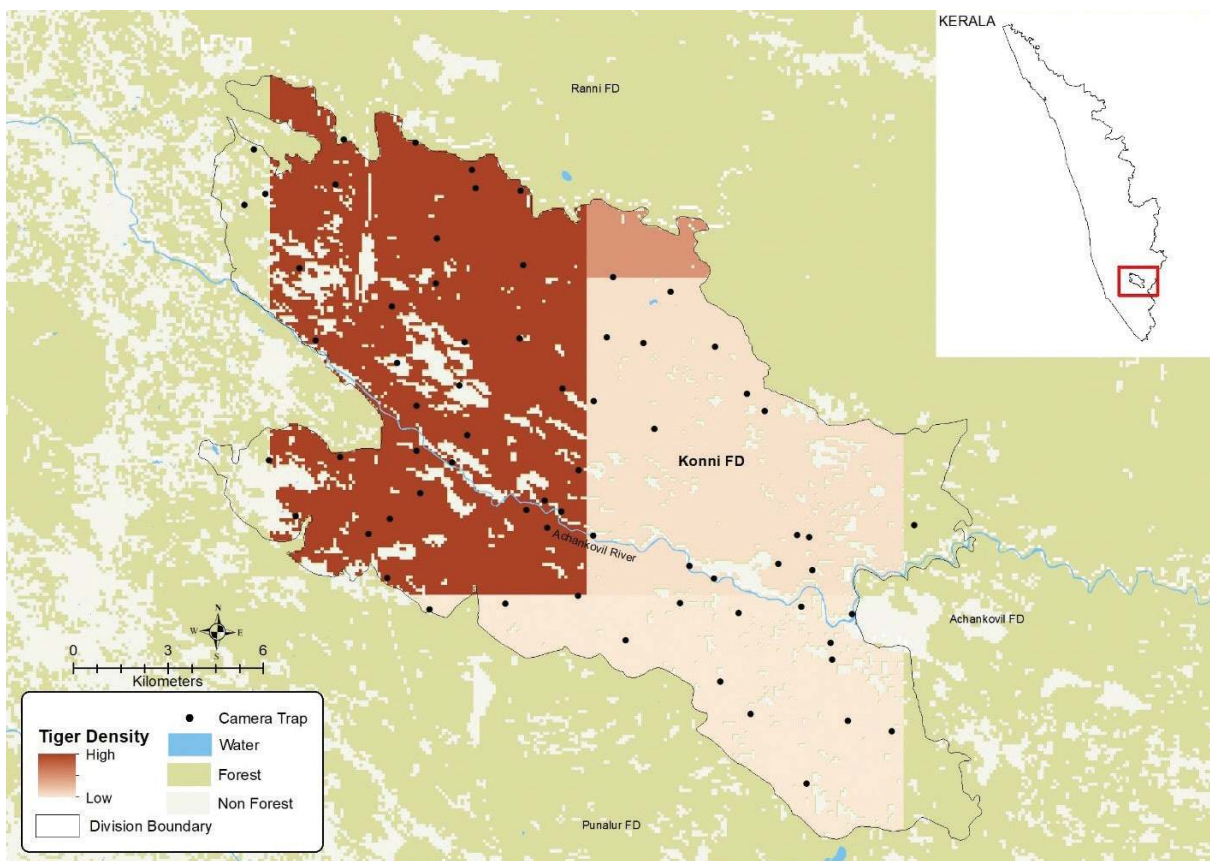 KERALA
Ranni FD
Konni FD
Achankovil River
Achankovil FD
Punalur FD
N
W E
S
0 3 6
Kilometers
Tiger Density
High
Low
Division Boundary
Camera Trap
Water
Forest
Non Forest